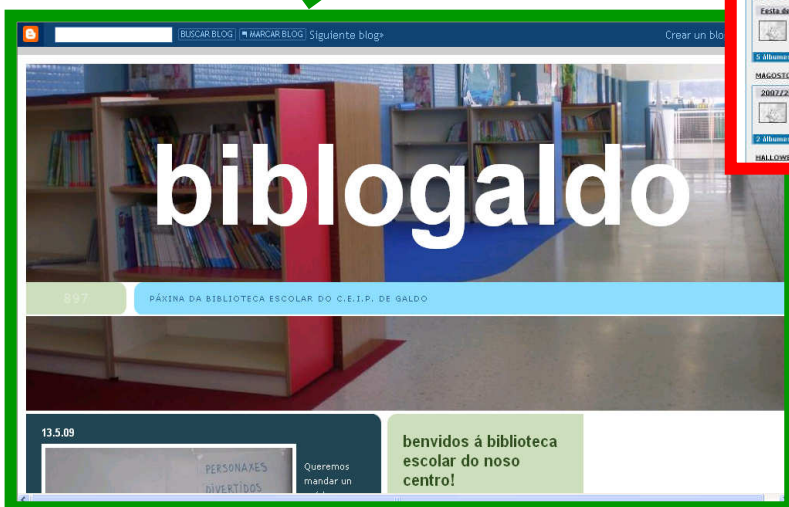 BUSCAR BLOG MARCAR BLOG Siguiente blog»
Crear un blo
Festa de
5 álbumes
MAGOSTO
2007/2
2 álbumes
HALLOWE
biblogaldo
897
PÁXINA DA BIBLIOTECA ESCOLAR DO C.E.I.P. DE GALDO
13.5.09
PERSONAXES
DIVERTIDOS
Queremos
mandar un
benvidos á biblioteca
escolar do noso
centro!